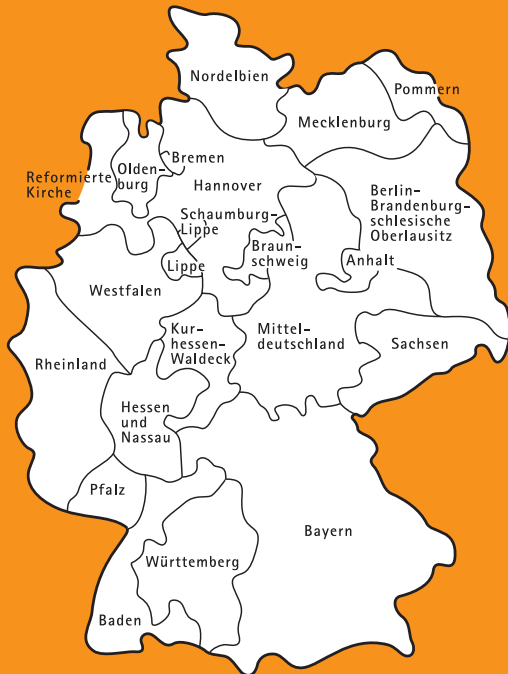 Nordelbien
Pommern
Mecklenburg
Bremen
Olden-
burg
Reformierte
Kirche
Hannover
Berlin-
Brandenburg-
schlesische
Oberlausitz
Schaumburg-
Lippe
Braun-
schweig
Anhalt
Lippe
Westfalen
Kur-
hessen-
Waldeck
Mittel-
deutschland
Sachsen
Rheinland
Hessen
und
Nassau
Pfalz
Bayern
Württemberg
Baden